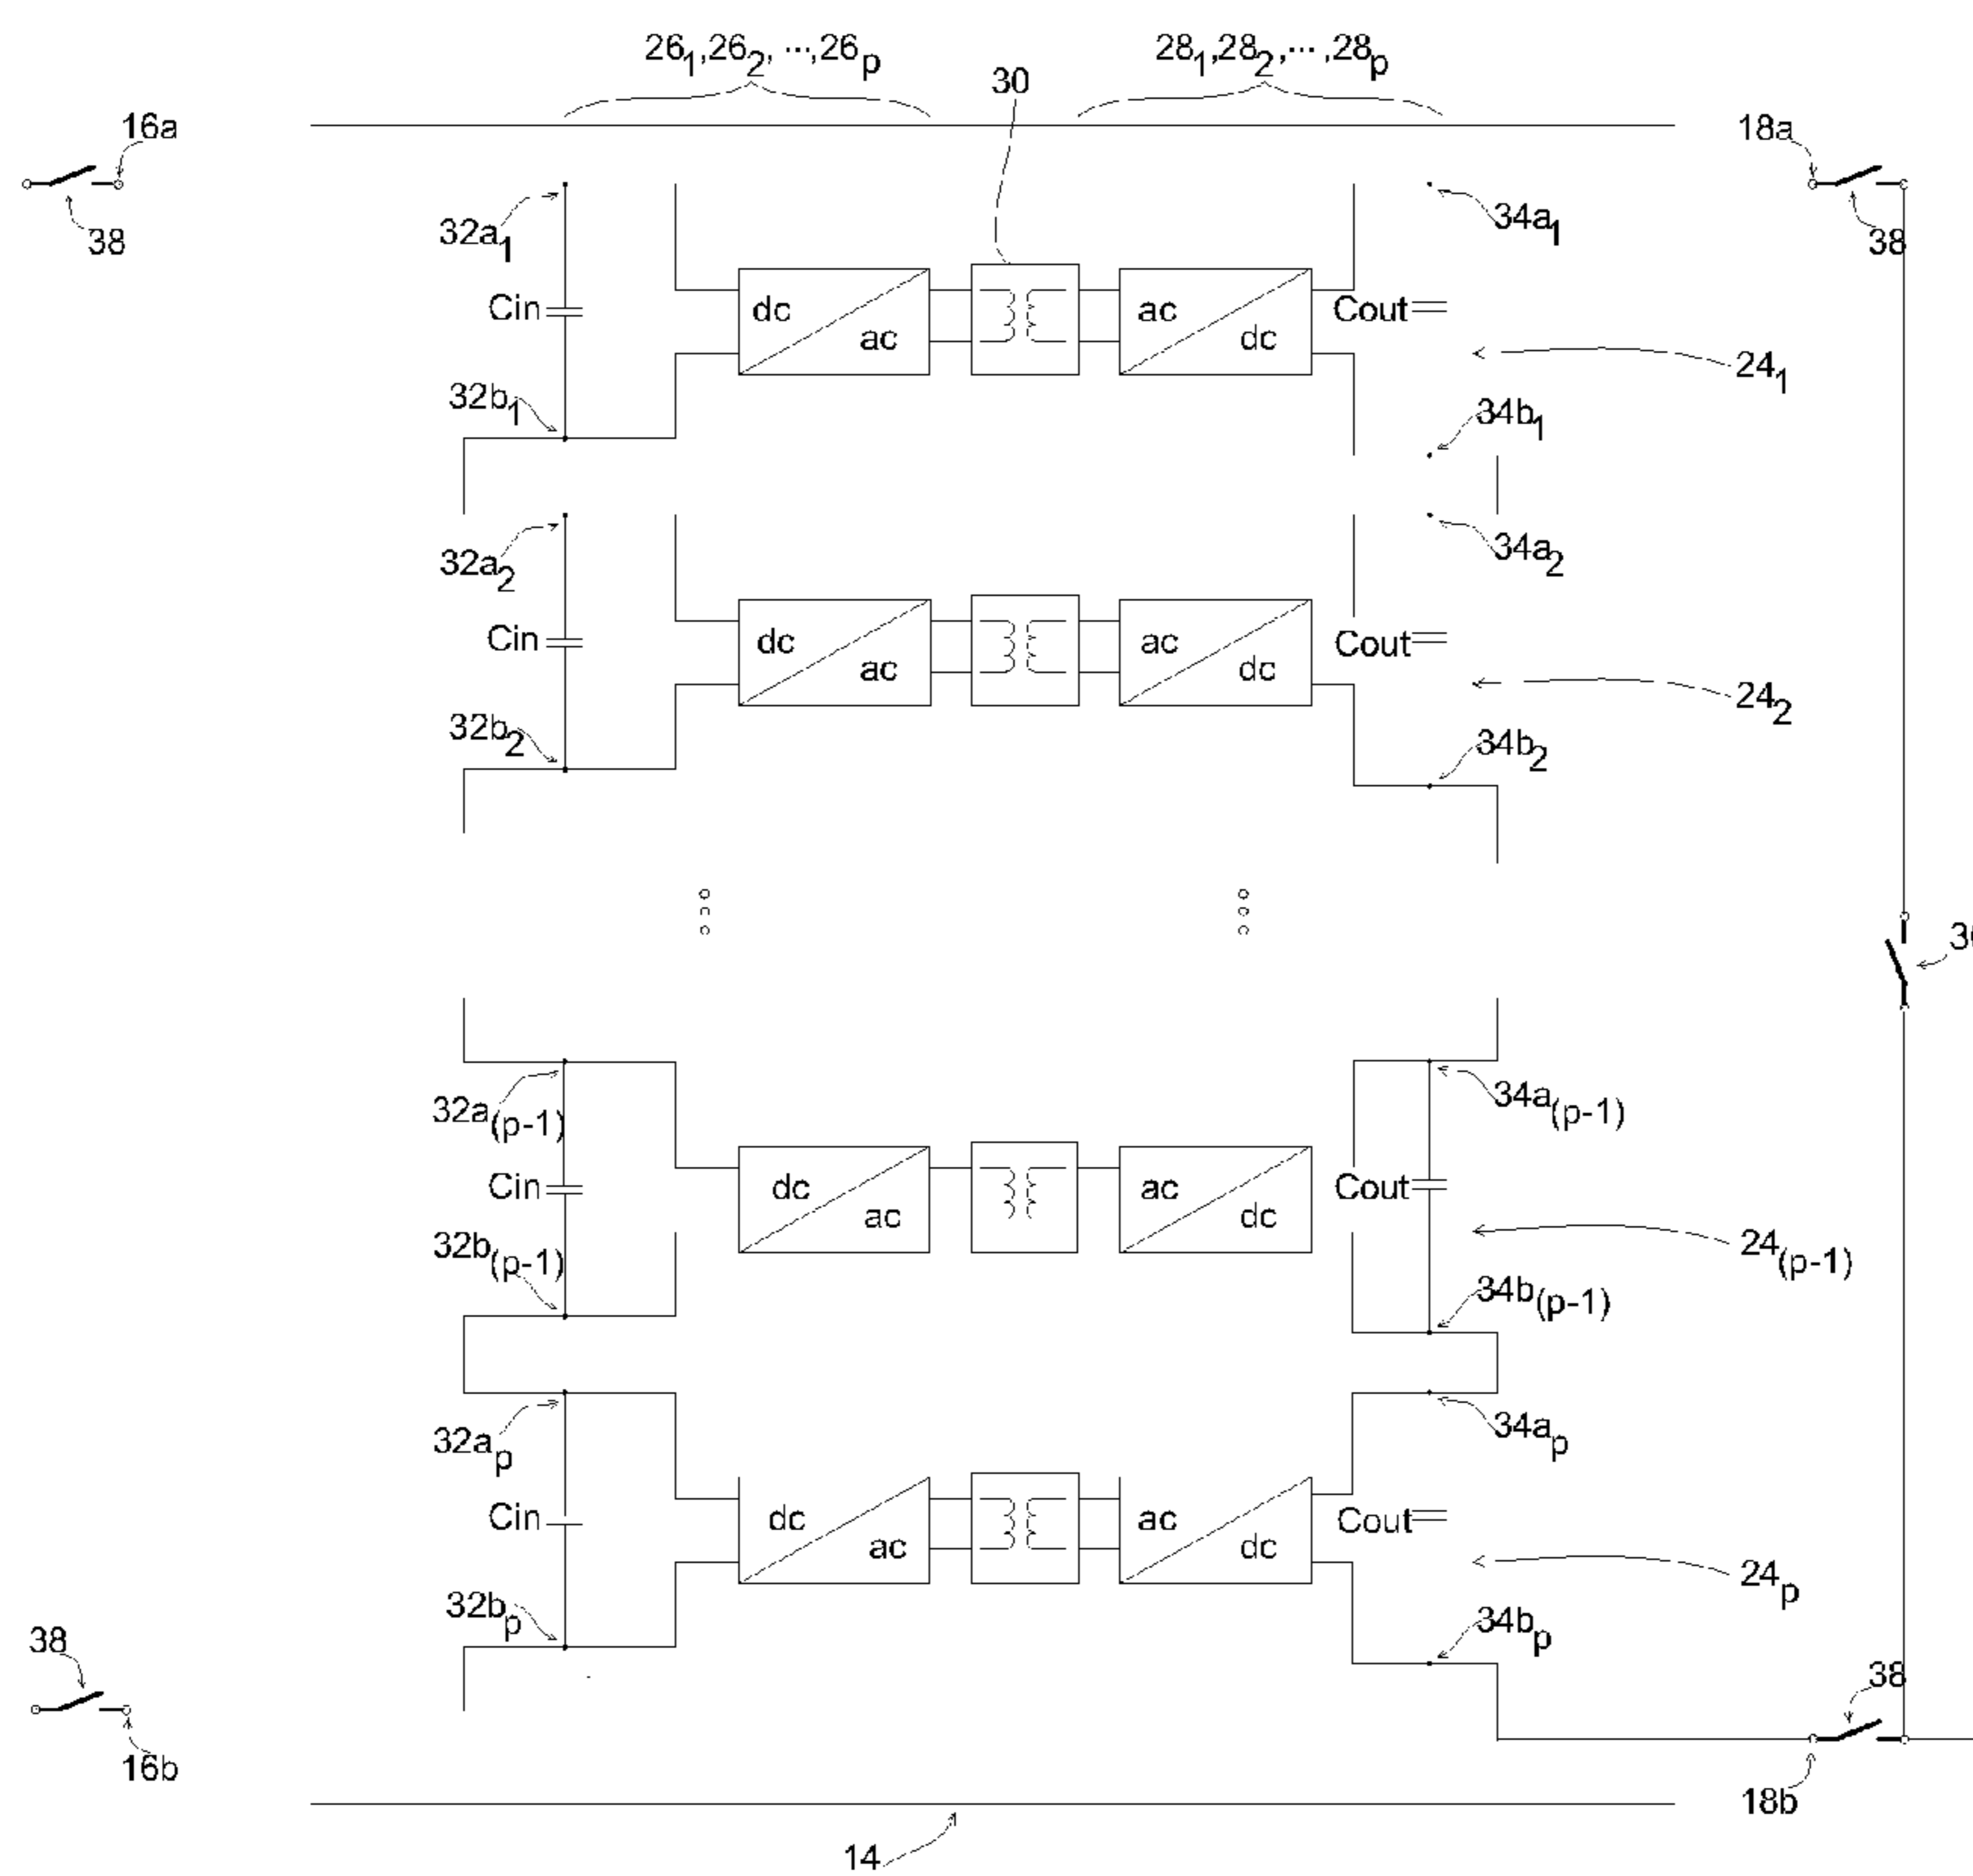 26₁,26₂, ···,26ₚ
28₁,28₂,··· ,28ₚ
30
16a
18a
38
38
32a₁
34a₁
Cin
dc
ac
ac
dc
Cout
24₁
32b₁
34b₁
32a₂
34a₂
Cin
dc
ac
ac
dc
Cout
24₂
32b₂
34b₂
32a(p-1)
34a(p-1)
Cin
dc
ac
ac
dc
Cout
24(p-1)
32b(p-1)
34b(p-1)
32aₚ
34aₚ
Cin
dc
ac
ac
dc
Cout
24ₚ
32bₚ
34bₚ
38
38
16b
18b
14